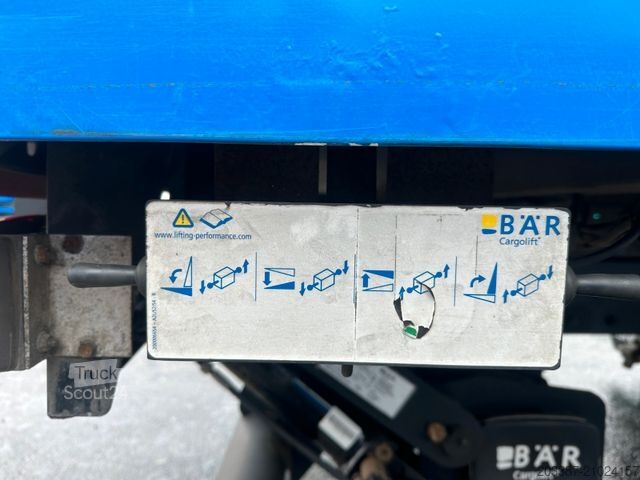 www.lifting-performance.com
BÄR
Cargolift
Truck
Scout24
BÄR
Cargolift